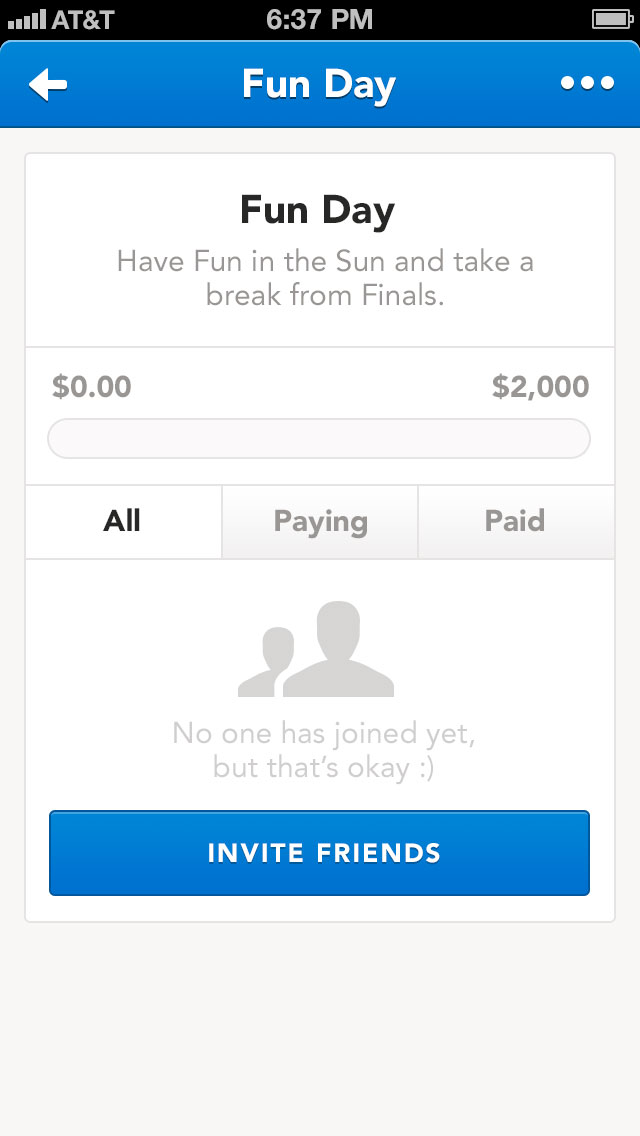 AT&T 6:37 PM
Fun Day
Fun Day
Have Fun in the Sun and take a
break from Finals.
$0.00 $2,000
All Paying Paid
No one has joined yet,
but that's okay :)
INVITE FRIENDS